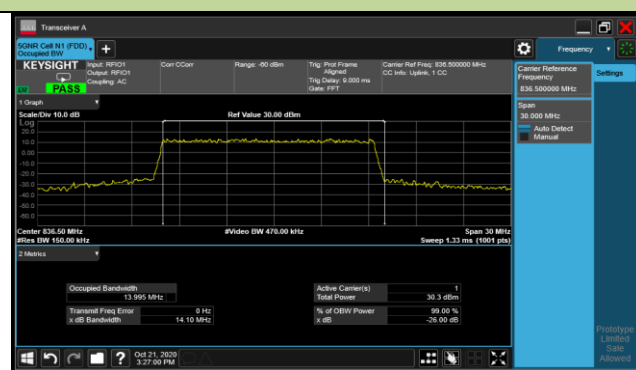 Transceiver A
5GNR Cell N1 (FDD)
Occupied BW
Frequency
KEYSIGHT
PASS
Input: RFIO1
Output: RFIO1
Coupling: AC
Corr CCorr
Range: -60 dBm
Trig: Prot Frame
Aligned
Trig Delay: 9.000 ms
Gate: FFT
Carrier Ref Freq: 836.500000 MHz
CC Info: Uplink, 1 CC
Carrier Reference
Frequency
836.500000 MHz
Settings
Span
30.000 MHz
Auto Detect
Manual
1 Graph
Scale/Div 10.0 dB
Ref Value 30.00 dBm
Log
20.0
10.0
0.00
-10.0
-20.0
-30.0
-40.0
-50.0
-60.0
Center 836.50 MHz
#Video BW 470.00 kHz
Span 30 MHz
#Res BW 150.00 kHz
Sweep 1.33 ms (1001 pts)
2 Metrics
Occupied Bandwidth
13.995 MHz
Transmit Freq Error 0 Hz
x dB Bandwidth 14.10 MHz
Active Carrier(s) 1
Total Power 30.3 dBm
% of OBW Power 99.00 %
x dB -26.00 dB
Prototype
Limited
Sale
Allowed
Oct 21, 2020
3:27:00 PM